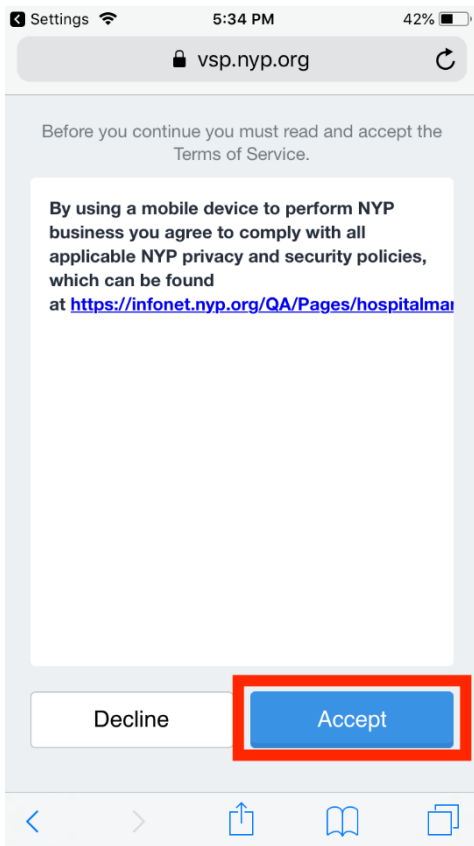 Settings 5:34 PM 42%
vsp.nyp.org
Before you continue you must read and accept the
Terms of Service.
By using a mobile device to perform NYP
business you agree to comply with all
applicable NYP privacy and security policies,
which can be found
at https://infonet.nyp.org/QA/Pages/hospitalma
Decline Accept